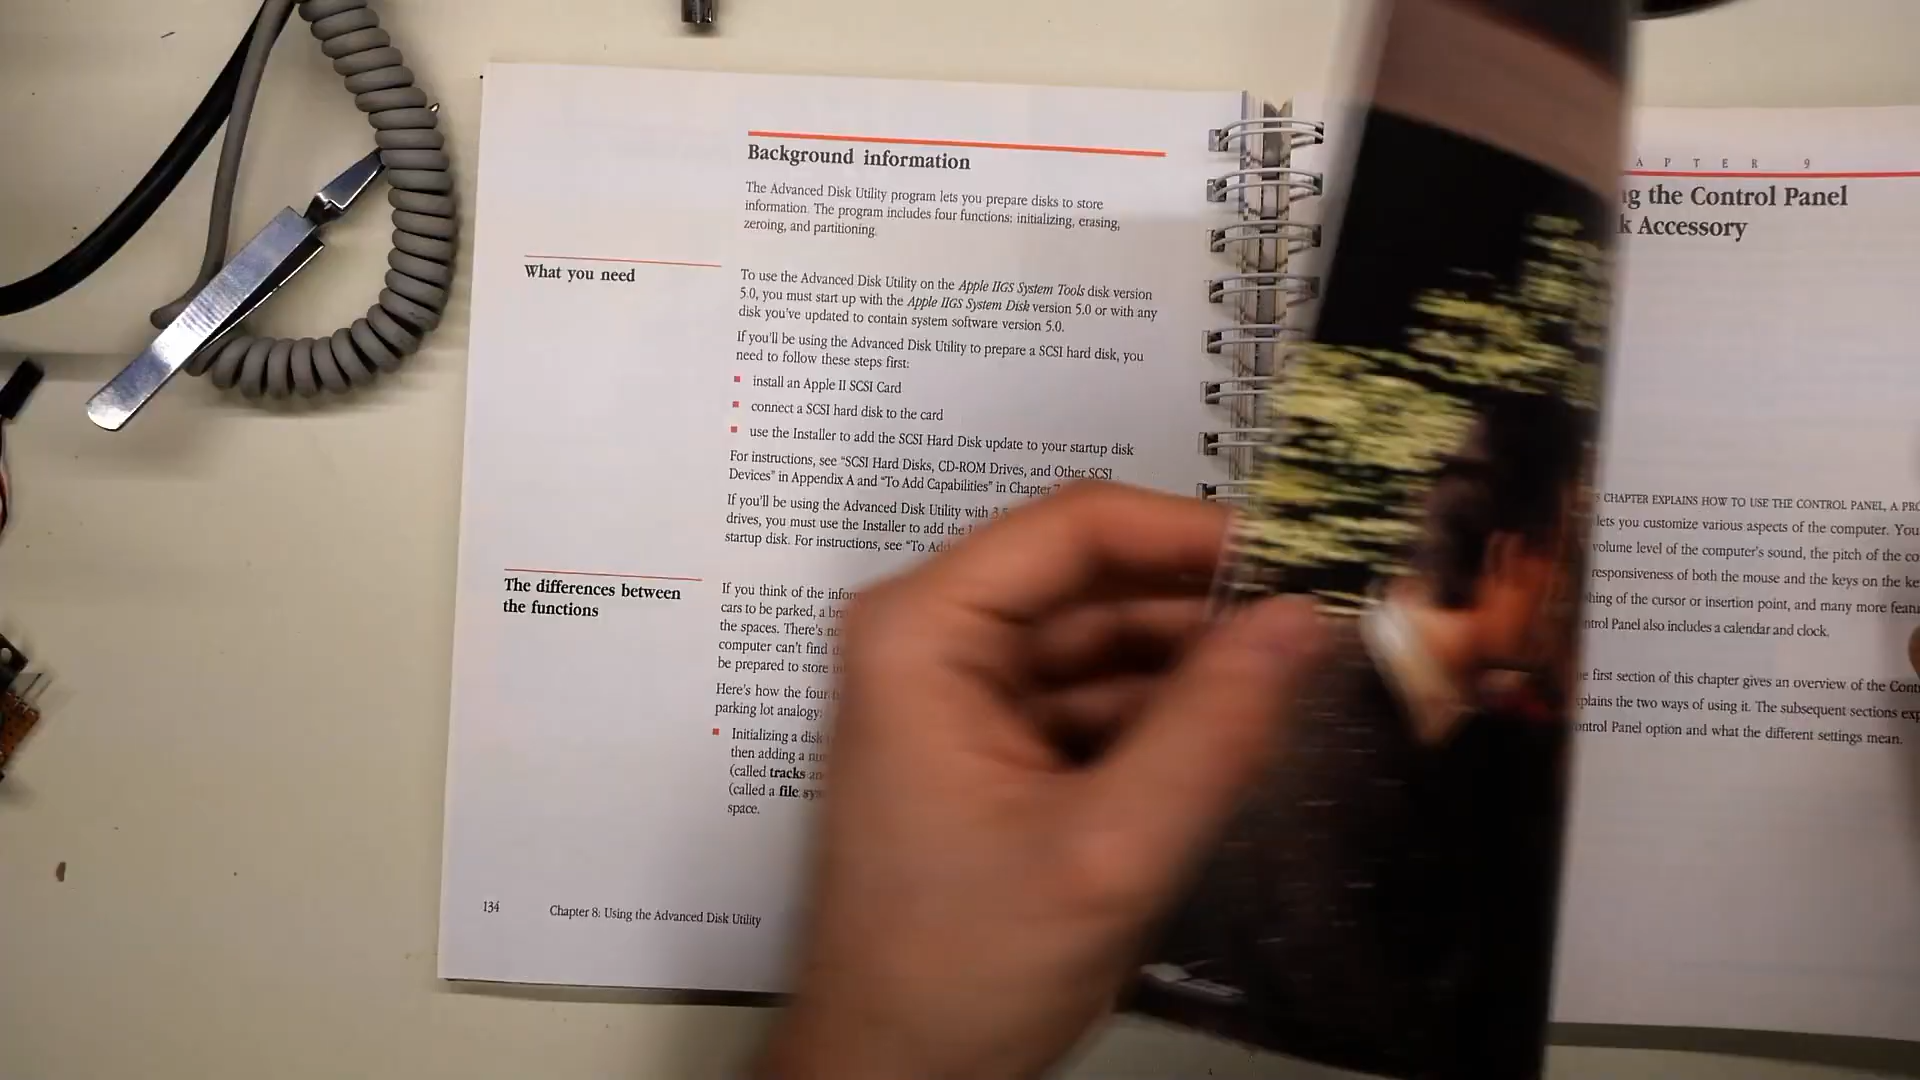 Background information
The Advanced Disk Utility program lets you prepare disks to store
information. The program includes four functions: initializing, erasing,
zeroing, and partitioning.
What you need
To use the Advanced Disk Utility on the Apple IIGS System Tools disk version
5.0, you must start up with the Apple IIGS System Disk version 5.0 or with any
disk you've updated to contain system software version 5.0.
If you'll be using the Advanced Disk Utility to prepare a SCSI hard disk, you
need to follow these steps first:
▪ install an Apple II SCSI Card
▪ connect a SCSI hard disk to the card
▪ use the Installer to add the SCSI Hard Disk update to your startup disk
For instructions, see "SCSI Hard Disks, CD-ROM Drives, and Other SCSI
Devices" in Appendix A and "To Add Capabilities" in Chapter
If you'll be using the Advanced Disk Utility with
drives, you must use the Installer to add the
startup disk. For instructions, see "To
The differences between
the functions
If you think of the
cars to be parked, a
the spaces. There's
computer can't find
be prepared to store
Here's how the four
parking lot analogy:
▪ Initializing a disk
then adding a
(called tracks
(called a file
space.
134 Chapter 8: Using the Advanced Disk Utility
A P T E R 9
the Control Panel
Accessory
CHAPTER EXPLAINS HOW TO USE THE CONTROL PANEL, A
lets you customize various aspects of the computer. You
volume level of the computer's sound, the pitch of the
responsiveness of both the mouse and the keys on the
of the cursor or insertion point, and many more
Panel also includes a calendar and clock.
first section of this chapter gives an overview of the
the two ways of using it. The subsequent sections
Panel option and what the different settings mean.